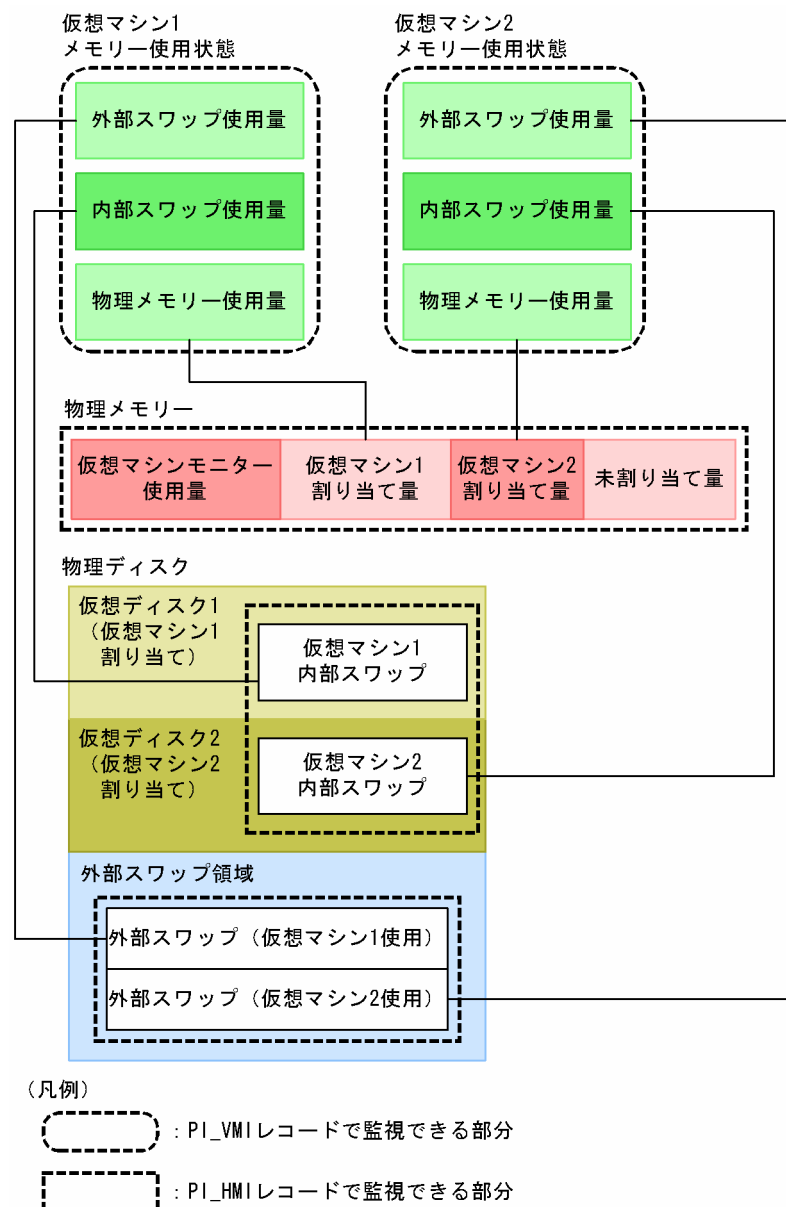 仮想マシン1
メモリー使用状態
仮想マシン2
メモリー使用状態
外部スワップ使用量
内部スワップ使用量
物理メモリー使用量
外部スワップ使用量
内部スワップ使用量
物理メモリー使用量
物理メモリー
仮想マシンモニター
使用量
仮想マシン1
割り当て量
仮想マシン2
割り当て量
未割り当て量
物理ディスク
仮想ディスク1
（仮想マシン1
割り当て）
仮想マシン1
内部スワップ
仮想ディスク2
（仮想マシン2
割り当て）
仮想マシン2
内部スワップ
外部スワップ領域
外部スワップ（仮想マシン1使用）
外部スワップ（仮想マシン2使用）
（凡例）
：PI_VMIレコードで監視できる部分
：PI_HMIレコードで監視できる部分